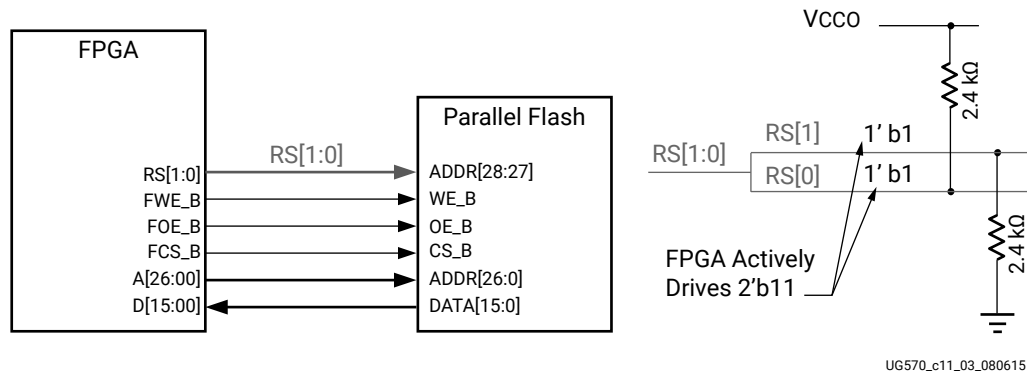 FPGA
RS[1:0]
FWE_B
FOE_B
FCS_B
A[26:00]
D[15:00]
RS[1:0]
Parallel Flash
ADDR[28:27]
WE_B
OE_B
CS_B
ADDR[26:0]
DATA[15:0]
VCCO
2.4 kΩ
RS[1:0]
RS[1] 1' b1
RS[0] 1' b1
2.4 kΩ
FPGA Actively
Drives 2'b11
UG570_c11_03_080615